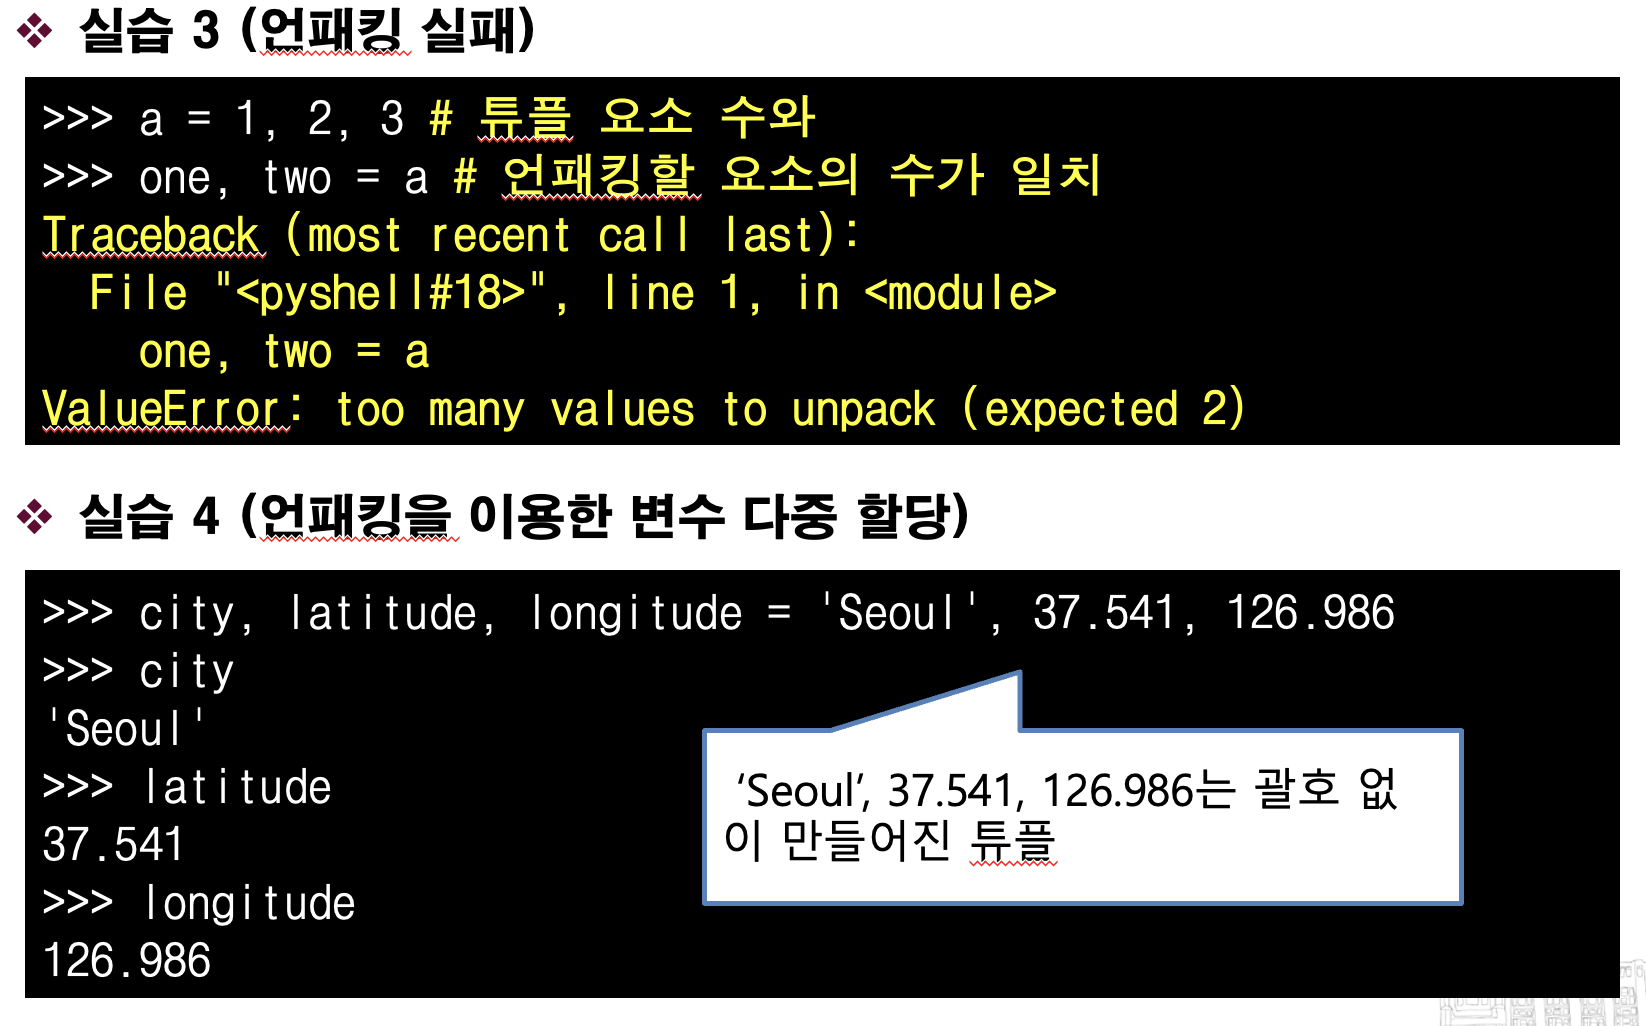 ❖ 실습 3 (언패킹 실패)
>>> a = 1, 2, 3 # 튜플 요소 수와
>>> one, two = a # 언패킹할 요소의 수가 일치
Traceback (most recent call last):
  File "<pyshell#18>", line 1, in <module>
    one, two = a
ValueError: too many values to unpack (expected 2)
❖ 실습 4 (언패킹을 이용한 변수 다중 할당)
>>> city, latitude, longitude = 'Seoul', 37.541, 126.986
>>> city
'Seoul'
>>> latitude
37.541
>>> longitude
126.986
‘Seoul’, 37.541, 126.986는 괄호 없
이 만들어진 튜플